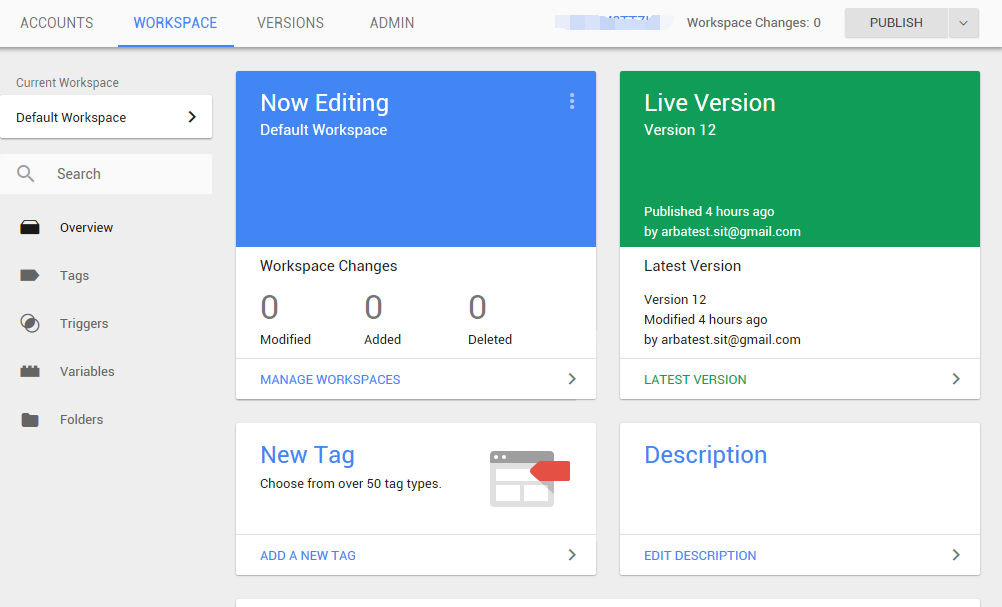 ACCOUNTS WORKSPACE VERSIONS ADMIN Workspace Changes: 0 PUBLISH
Current Workspace
Default Workspace
Search
Overview
Tags
Triggers
Variables
Folders
Now Editing
Default Workspace
Workspace Changes
0 0 0
Modified Added Deleted
MANAGE WORKSPACES
Live Version
Version 12
Published 4 hours ago
by arbatest.sit@gmail.com
Latest Version
Version 12
Modified 4 hours ago
by arbatest.sit@gmail.com
LATEST VERSION
New Tag
Choose from over 50 tag types.
ADD A NEW TAG
Description
EDIT DESCRIPTION